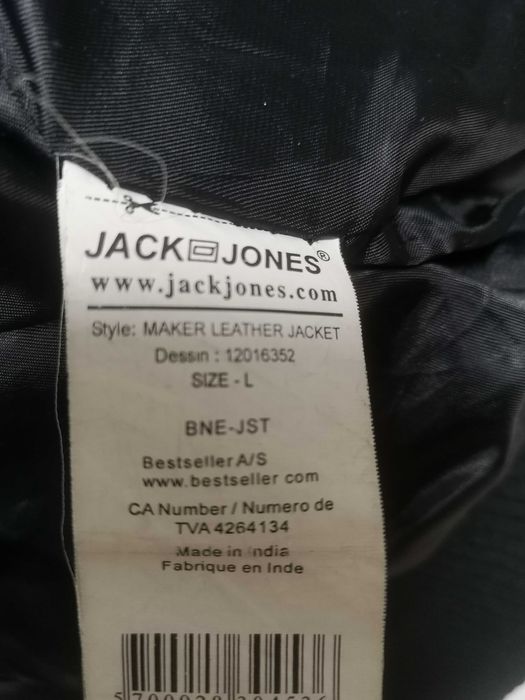 JACK JONES®
www.jackjones.com
Style: MAKER LEATHER JACKET
Dessin : 12016352
SIZE - L
BNE-JST
Bestseller A/S
www.bestseller com
CA Number / Numero de
TVA 4264134
Made in India
Fabrique en Inde